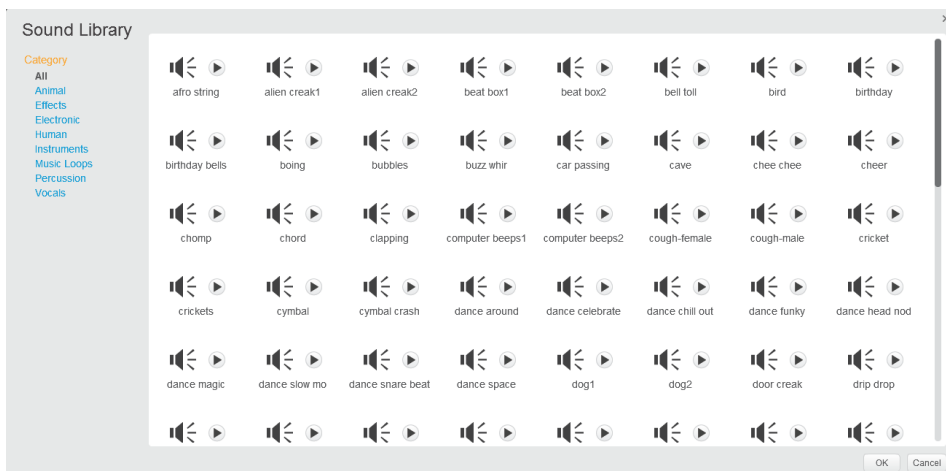 Sound Library
Category
All
Animal
Effects
Electronic
Human
Instruments
Music Loops
Percussion
Vocals
afro string alien creak1 alien creak2 beat box1 beat box2 bell toll bird birthday
birthday bells boing bubbles buzz whir car passing cave chee chee cheer
chomp chord clapping computer beeps1 computer beeps2 cough-female cough-male cricket
crickets cymbal cymbal crash dance around dance celebrate dance chill out dance funky dance head nod
dance magic dance slow mo dance snare beat dance space dog1 dog2 door creak drip drop
OK Cancel